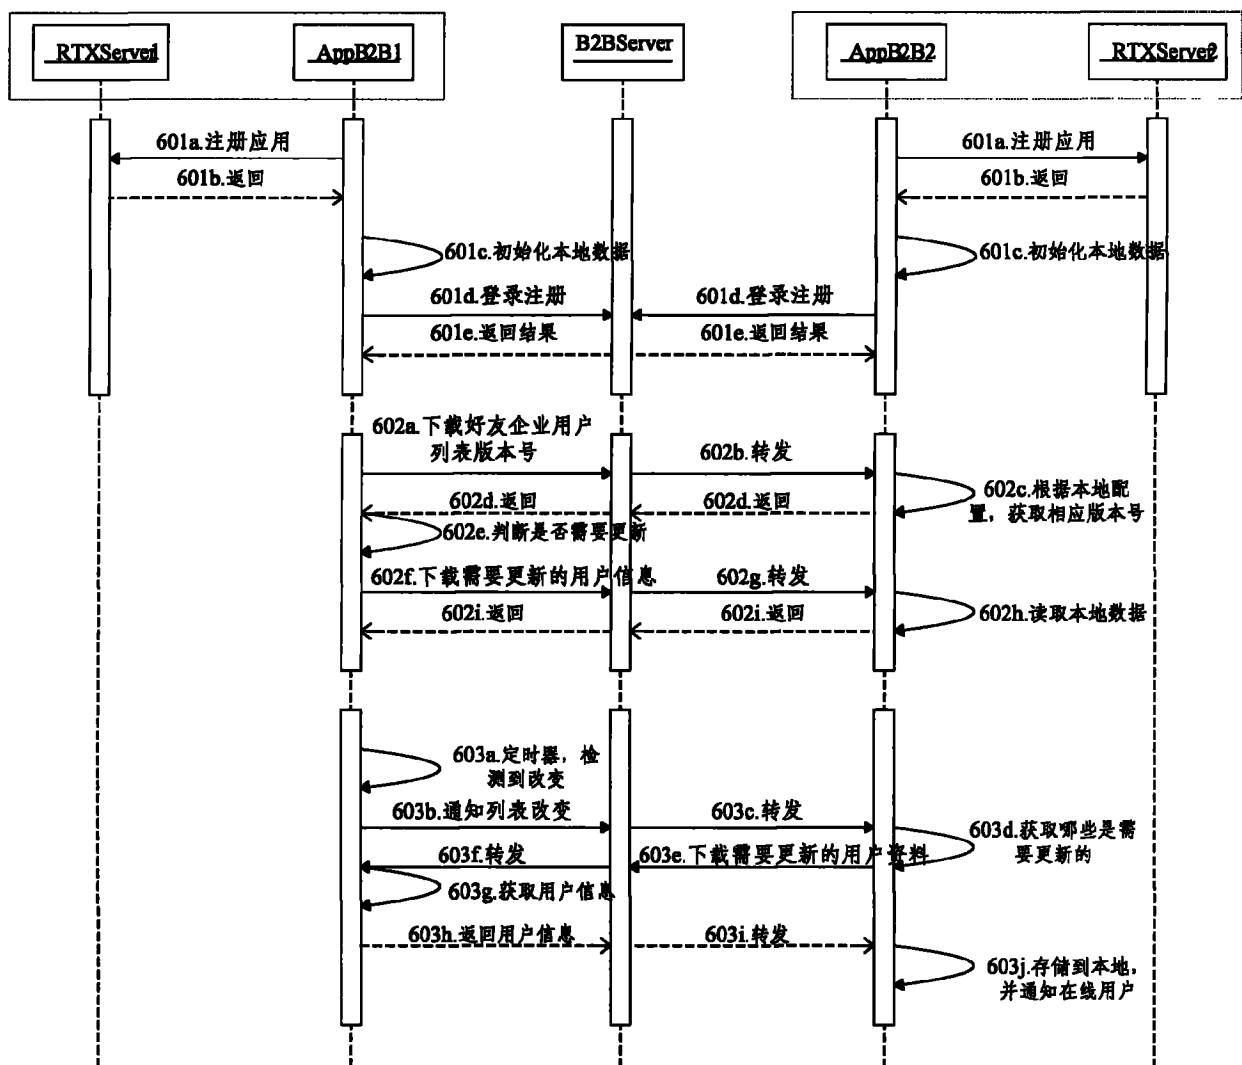 RTXServer1
AppB2B1
B2BServer
AppB2B2
RTXServer2
601a.注册应用
601a.注册应用
601b.返回
601b.返回
601c.初始化本地数据
601c.初始化本地数据
601d.登录注册
601d.登录注册
601e.返回结果
601e.返回结果
602a.下载好友企业用户
列表版本号
602b.转发
602c.根据本地配
置，获取相应版本号
602d.返回
602d.返回
602e.判断是否需要更新
602f.下载需要更新的用户信息
602g.转发
602h.读取本地数据
602i.返回
602i.返回
603a.定时器，检
测到改变
603b.通知列表改变
603c.转发
603d.获取哪些是需
要更新的
603f.转发
603e.下载需要更新的用户资料
603g.获取用户信息
603h.返回用户信息
603i.转发
603j.存储到本地，
并通知在线用户